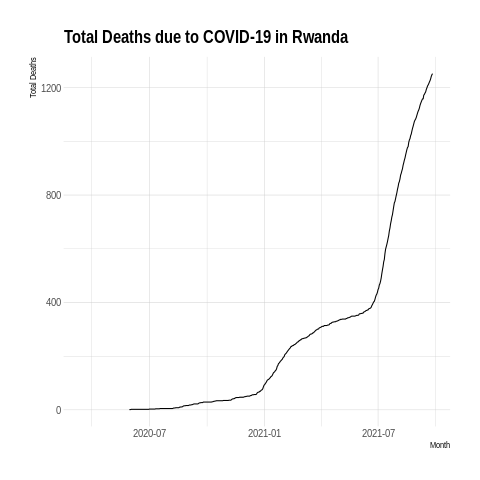 Total Deaths due to COVID-19 in Rwanda
Total Deaths
1200
800
400
0
2020-07
2021-01
2021-07
Month